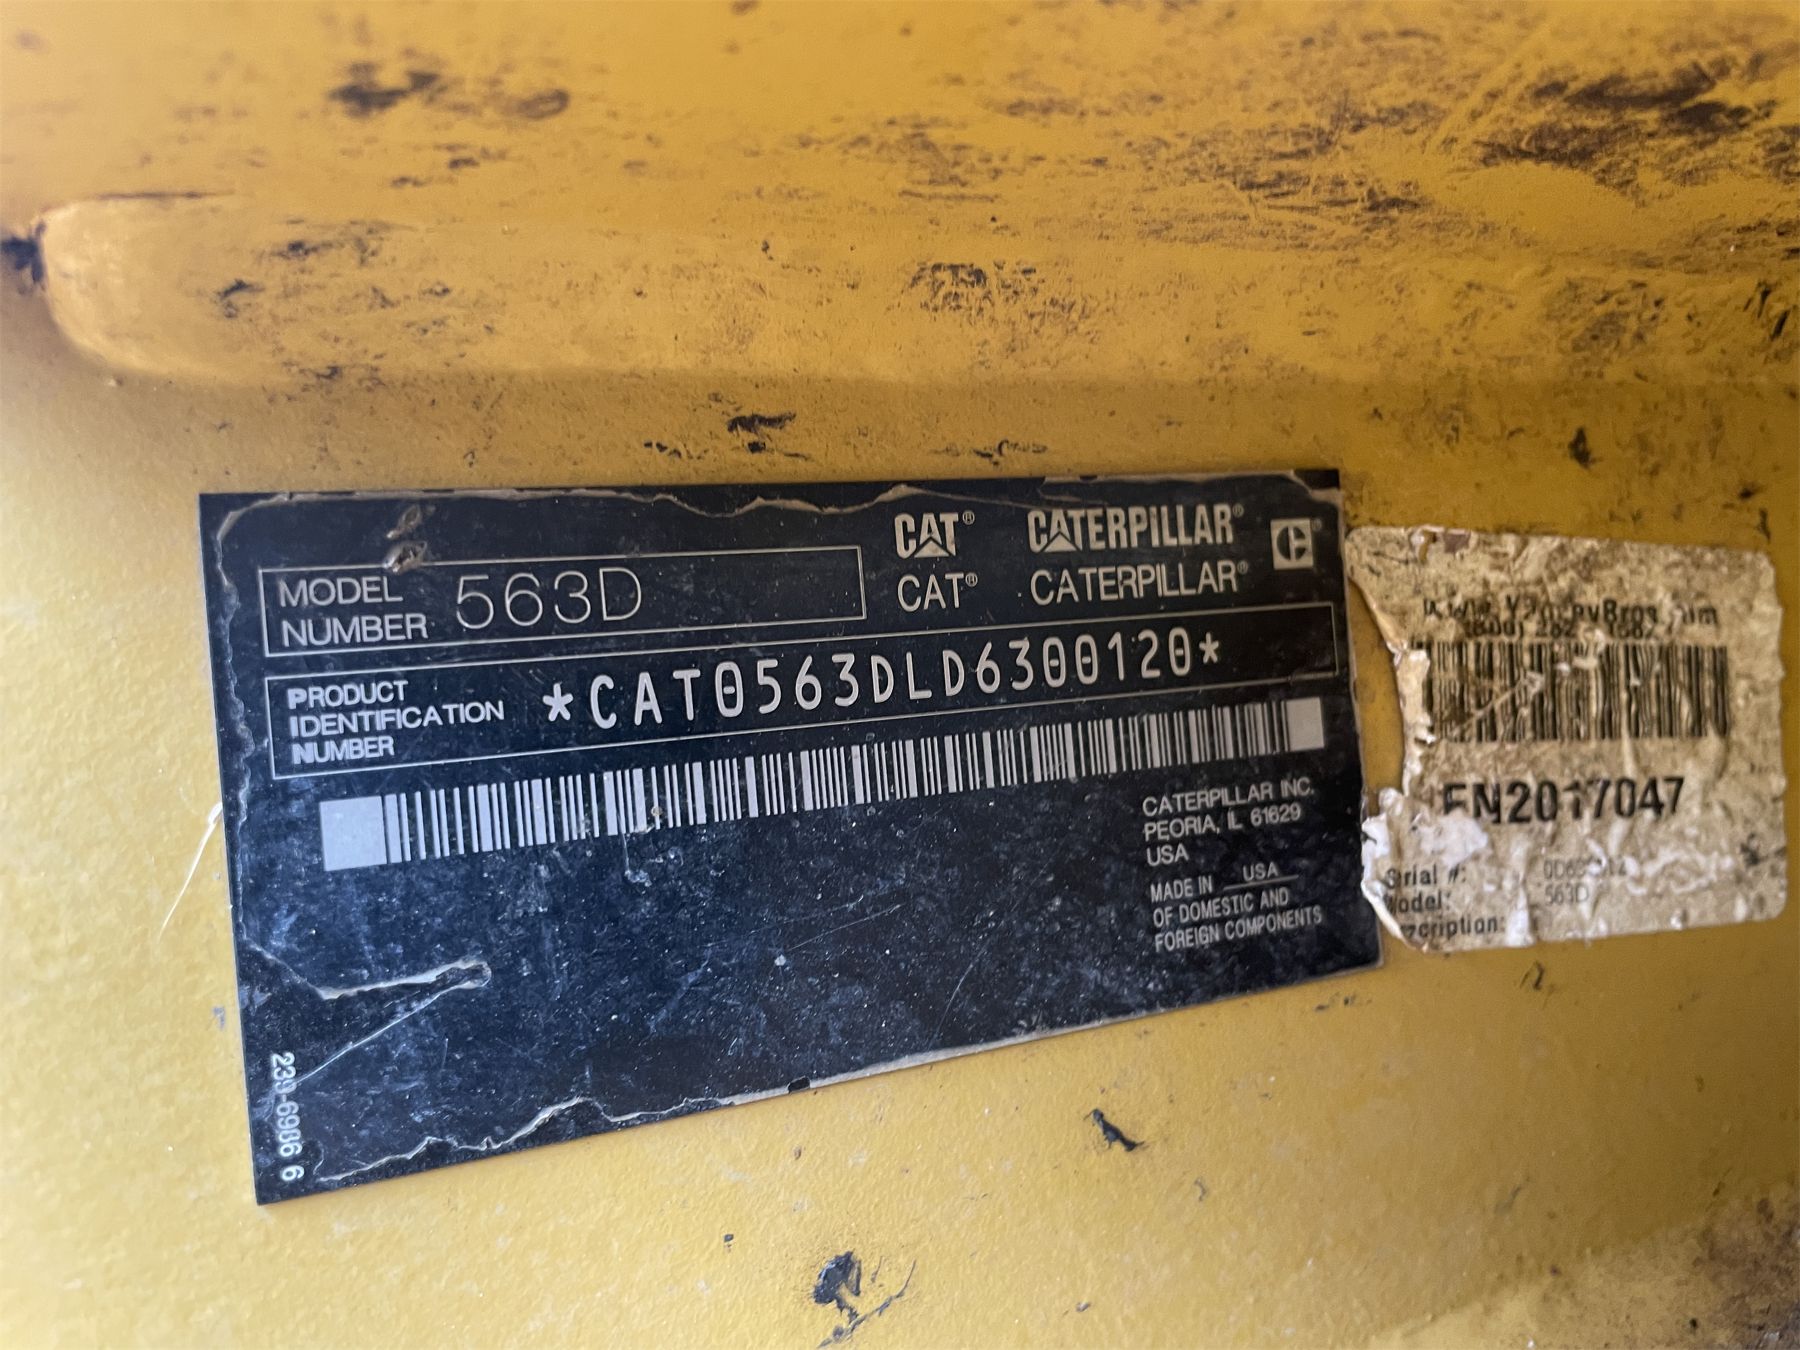 CAT® CATERPILLAR®
CAT® CATERPILLAR®
MODEL NUMBER 563D
PRODUCT IDENTIFICATION NUMBER *CAT0563DLD6300120*
CATERPILLAR INC.
PEORIA, IL 61629
USA
MADE IN USA
OF DOMESTIC AND
FOREIGN COMPONENTS
239-6906 6
EN2017047
Serial #:
Model: 563D